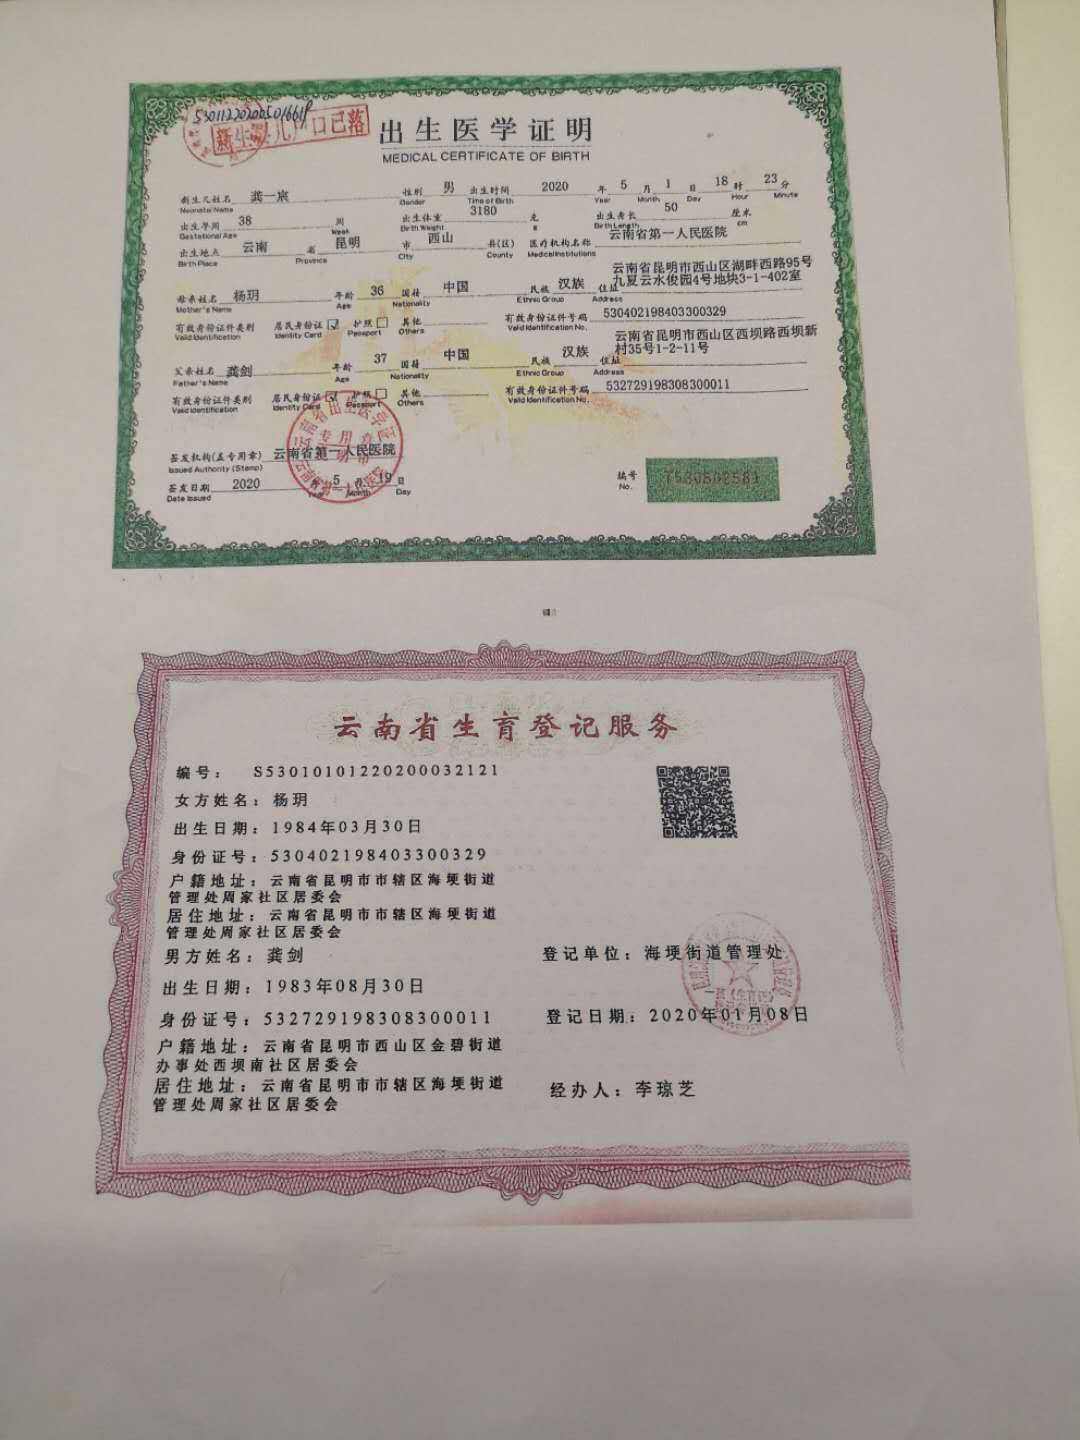 出生医学证明
MEDICAL CERTIFICATE OF BIRTH
新生儿姓名 龚一宸 性别 男 出生时间 2020 年 5 月 1 日 18 时 23 分
Neonatal Name Gender Time of Birth Year Month Day Hour Minute
出生孕周 38 周 出生体重 3180 克 出生身长 50 厘米
Gestational Age Week Birth Weight g Birth Length cm
出生地点 云南 省 昆明 市 西山 县(区) 医疗机构名称 云南省第一人民医院
Birth Place Province City County Medical Institutions
云南省昆明市西山区湖畔西路95号
母亲姓名 杨玥 年龄 36 国籍 中国 民族 汉族 住址 九夏云水俊园4号地块3-1-402室
Mother's Name Age Nationality Ethnic Group Address
有效身份证件类别 居民身份证 护照 其他 有效身份证件号码 530402198403300329
Valid Identification Identity Card Passport Others Valid Identification No.
云南省昆明市西山区西坝路西坝新
父亲姓名 龚剑 年龄 37 国籍 中国 民族 汉族 住址 村35号1-2-11号
Father's Name Age Nationality Ethnic Group Address
有效身份证件类别 居民身份证 护照 其他 有效身份证件号码 532729198308300011
Valid Identification Identity Card Passport Others Valid Identification No.
签发机构(盖专用章) 云南省第一人民医院
Issued Authority (Stamp)
签发日期 2020 年 5 月 19 日
Date Issued Year Month Day
编号
No.
云南省生育登记服务
编号： S53010101220200032121
女方姓名：杨玥
出生日期：1984年03月30日
身份证号：530402198403300329
户籍地址：云南省昆明市市辖区海埂街道
管理处周家社区居委会
居住地址：云南省昆明市市辖区海埂街道
管理处周家社区居委会
男方姓名：龚剑
出生日期：1983年08月30日
身份证号：532729198308300011
户籍地址：云南省昆明市西山区金碧街道
办事处西坝南社区居委会
居住地址：云南省昆明市市辖区海埂街道
管理处周家社区居委会
登记单位：海埂街道管理处
登记日期：2020年01月08日
经办人：李琼芝